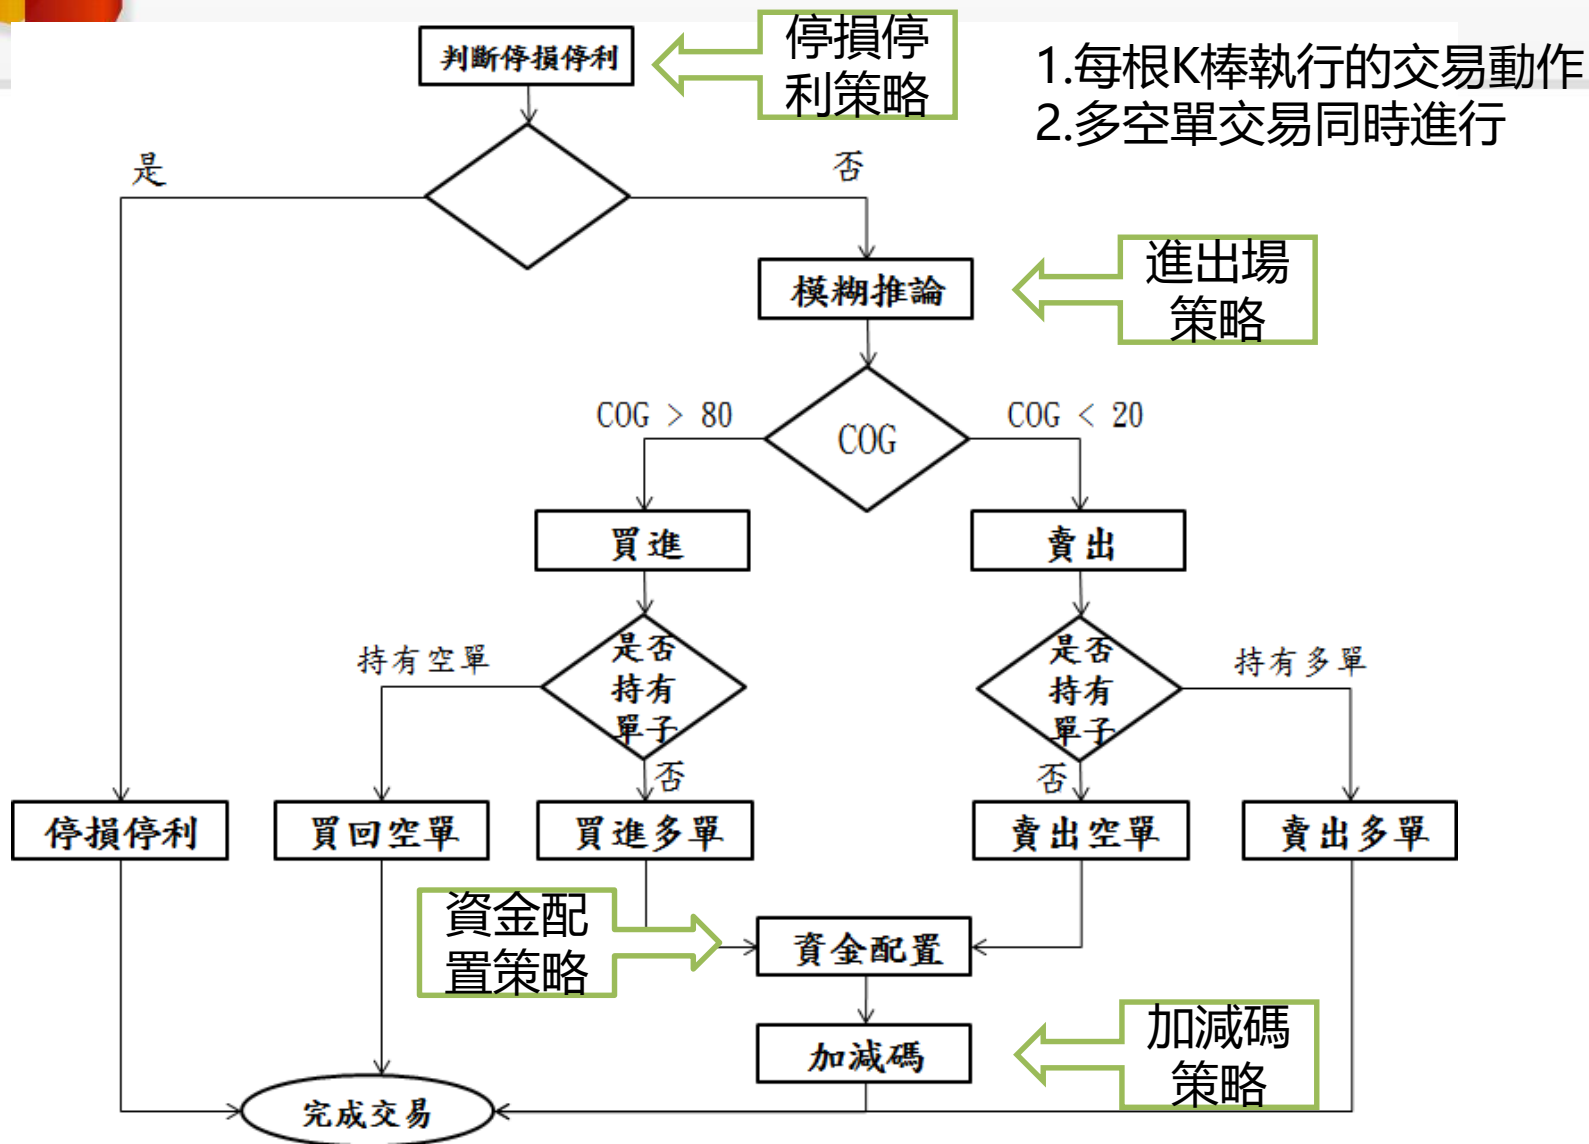 判斷停損停利
停損停
利策略
1.每根K棒執行的交易動作
2.多空單交易同時進行
是
否
模糊推論
進出場
策略
COG > 80
COG
COG < 20
買進
賣出
持有空單
是否
持有
單子
是否
持有
單子
持有多單
否
否
停損停利
買回空單
買進多單
賣出空單
賣出多單
資金配
置策略
資金配置
加減碼
加減碼
策略
完成交易